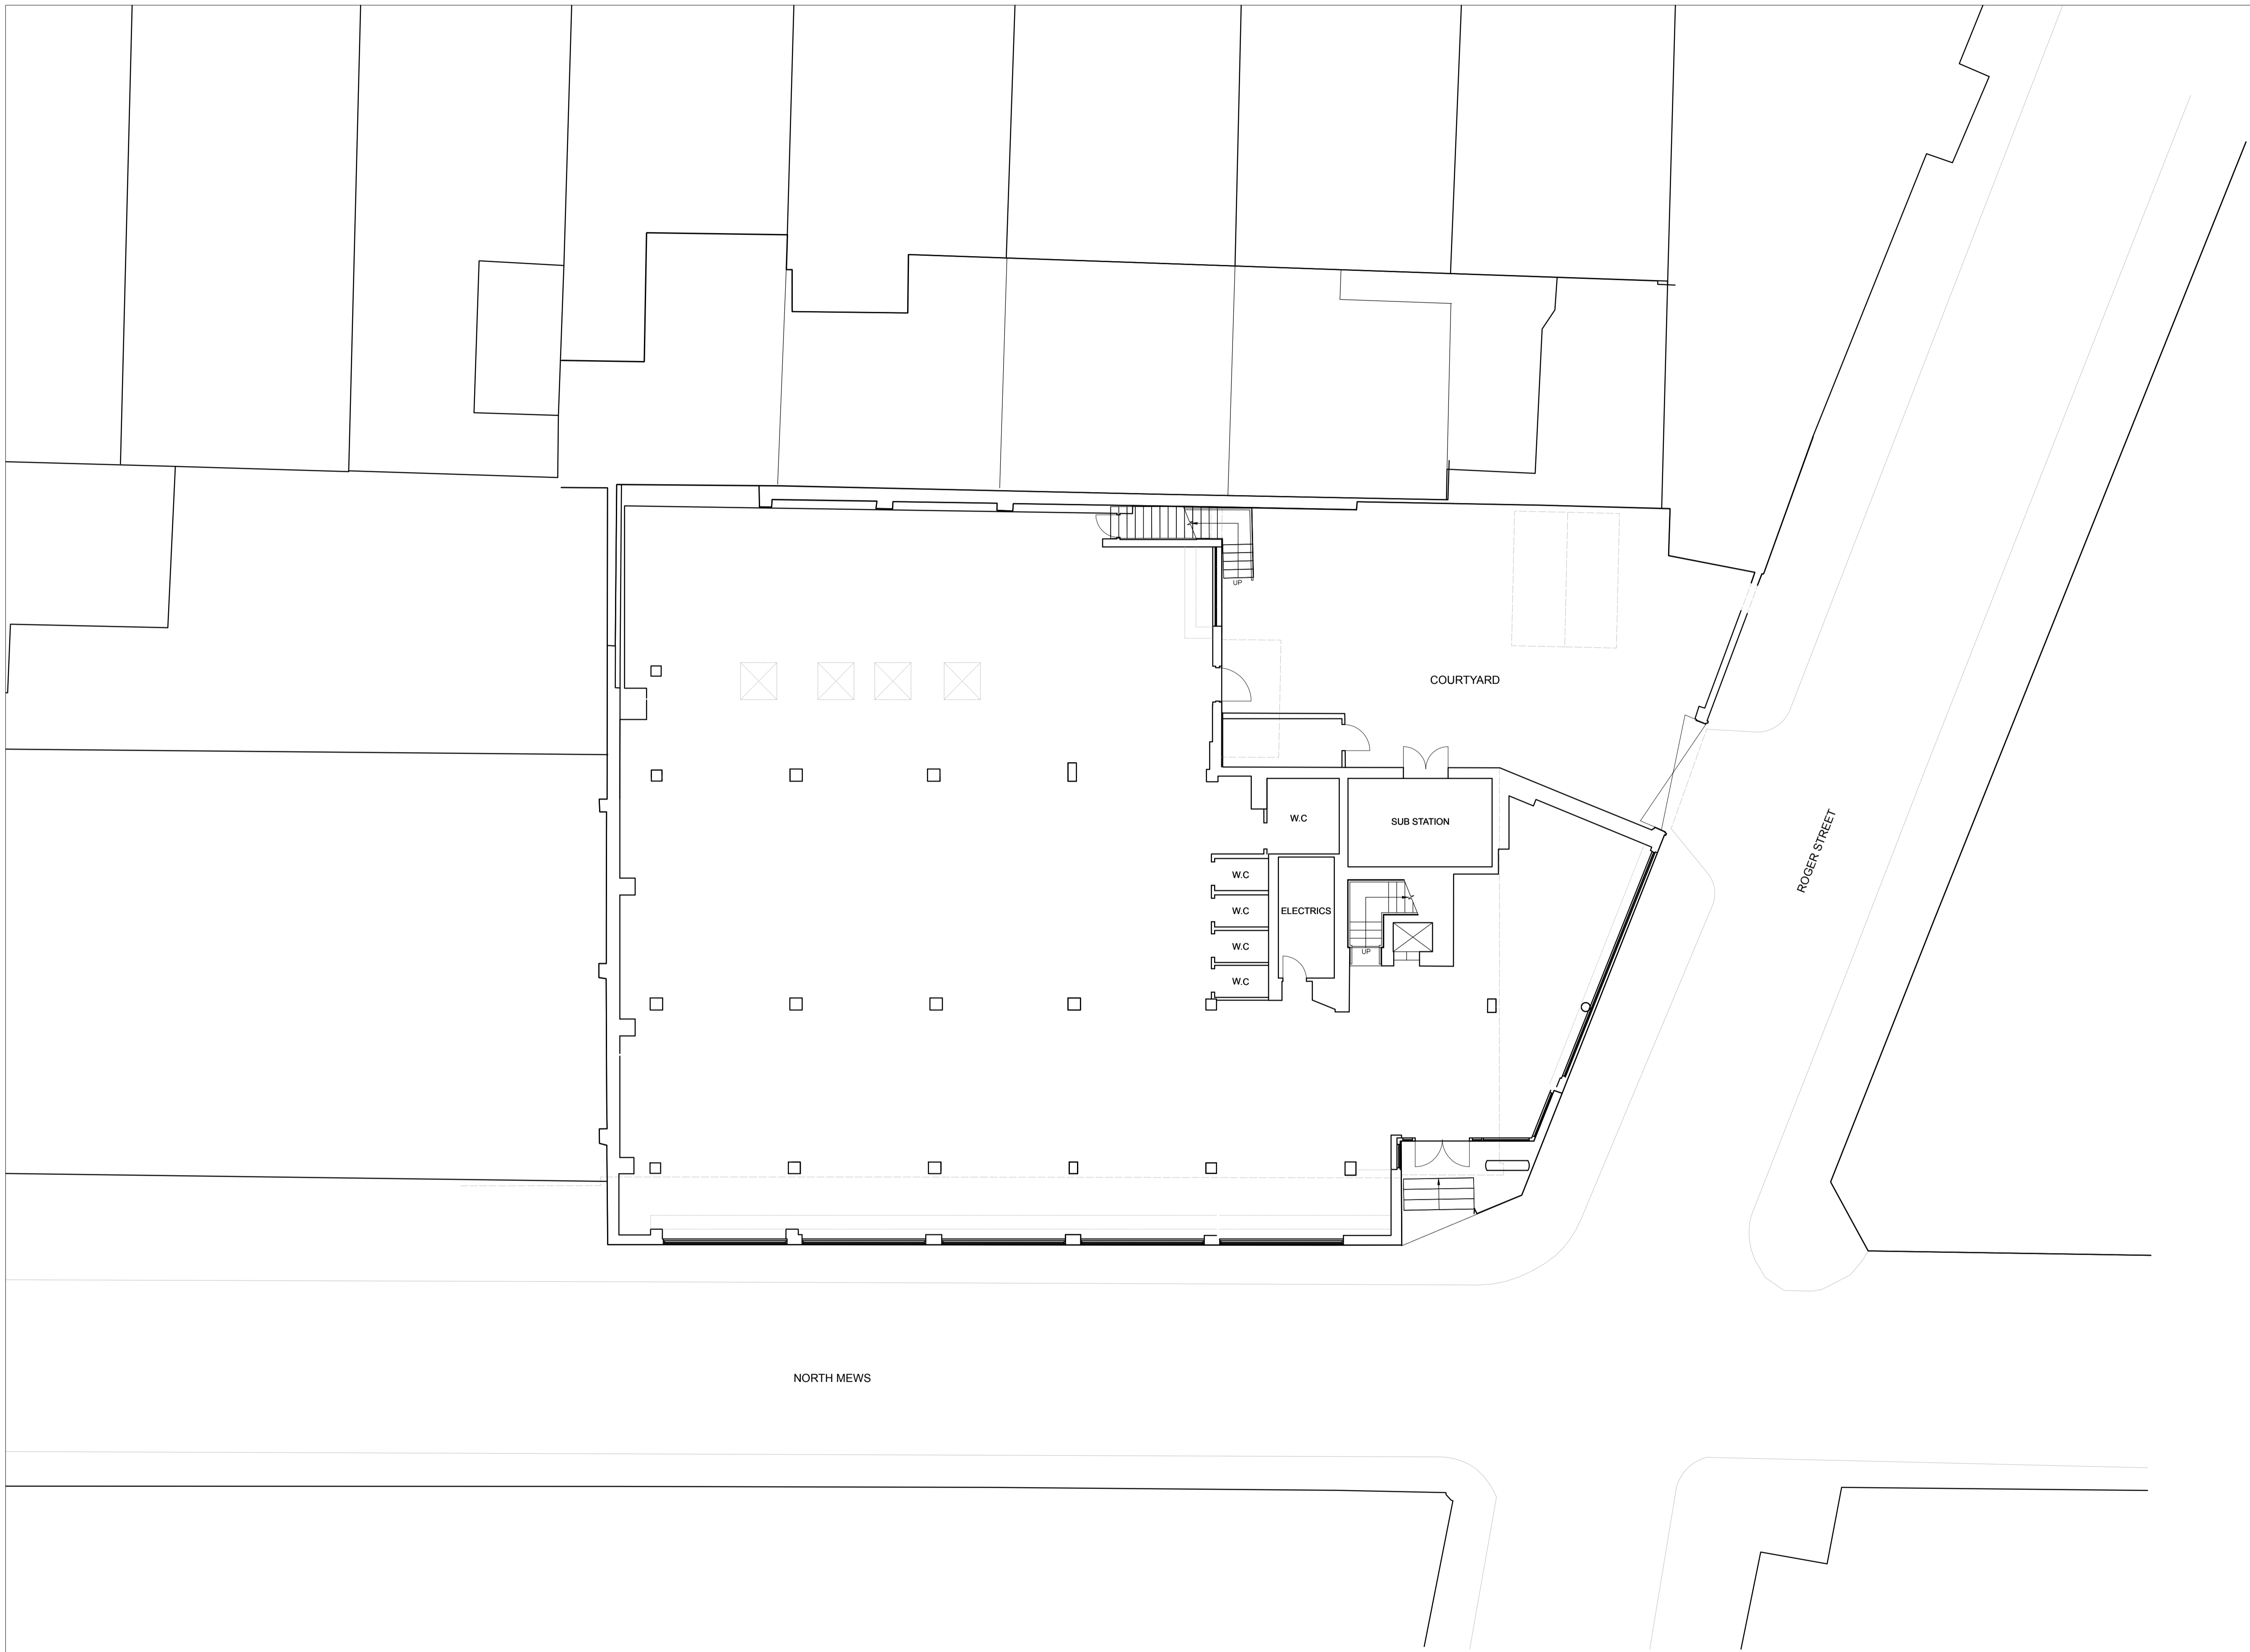 UP
COURTYARD
W.C
SUB STATION
ROGER STREET
W.C
W.C
ELECTRICS
W.C
UP
W.C
NORTH MEWS